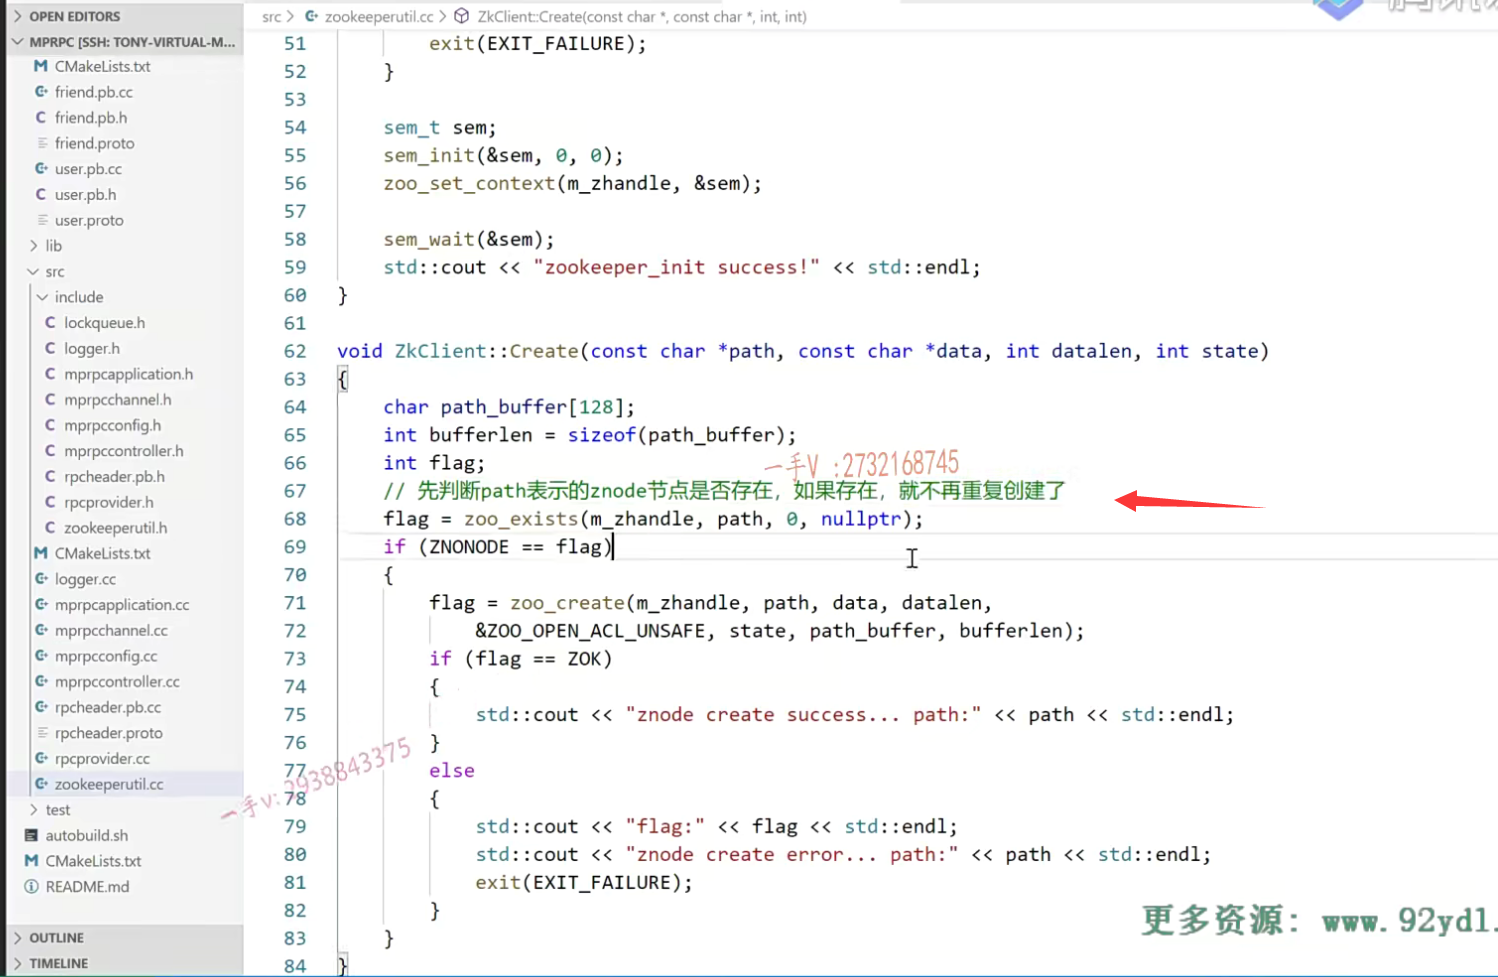 OPEN EDITORS
MPRPC [SSH: TONY-VIRTUAL-M...
CMakeLists.txt
friend.pb.cc
friend.pb.h
friend.proto
user.pb.cc
user.pb.h
user.proto
lib
src
include
lockqueue.h
logger.h
mprpcapplication.h
mprpcchannel.h
mprpcconfig.h
mprpccontroller.h
rpcheader.pb.h
rpcprovider.h
zookeeperutil.h
CMakeLists.txt
logger.cc
mprpcapplication.cc
mprpcchannel.cc
mprpcconfig.cc
mprpccontroller.cc
rpcheader.pb.cc
rpcheader.proto
rpcprovider.cc
zookeeperutil.cc
test
autobuild.sh
CMakeLists.txt
README.md
OUTLINE
TIMELINE
src > zookeeperutil.cc > ZkClient::Create(const char *, const char *, int, int)
51 exit(EXIT_FAILURE);
52 }
53
54 sem_t sem;
55 sem_init(&sem, 0, 0);
56 zoo_set_context(m_zhandle, &sem);
57
58 sem_wait(&sem);
59 std::cout << "zookeeper_init success!" << std::endl;
60 }
61
62 void ZkClient::Create(const char *path, const char *data, int datalen, int state)
63 {
64 char path_buffer[128];
65 int bufferlen = sizeof(path_buffer);
66 int flag;
一手V :2732168745
67 // 先判断path表示的znode节点是否存在，如果存在，就不再重复创建了
68 flag = zoo_exists(m_zhandle, path, 0, nullptr);
69 if (ZNONODE == flag)
70 {
71 flag = zoo_create(m_zhandle, path, data, datalen,
72 &ZOO_OPEN_ACL_UNSAFE, state, path_buffer, bufferlen);
73 if (flag == ZOK)
74 {
75 std::cout << "znode create success... path:" << path << std::endl;
76 }
77 else
一手v:2938843375
78 {
79 std::cout << "flag:" << flag << std::endl;
80 std::cout << "znode create error... path:" << path << std::endl;
81 exit(EXIT_FAILURE);
82 }
83 }
84 }
更多资源：www.92yd1.